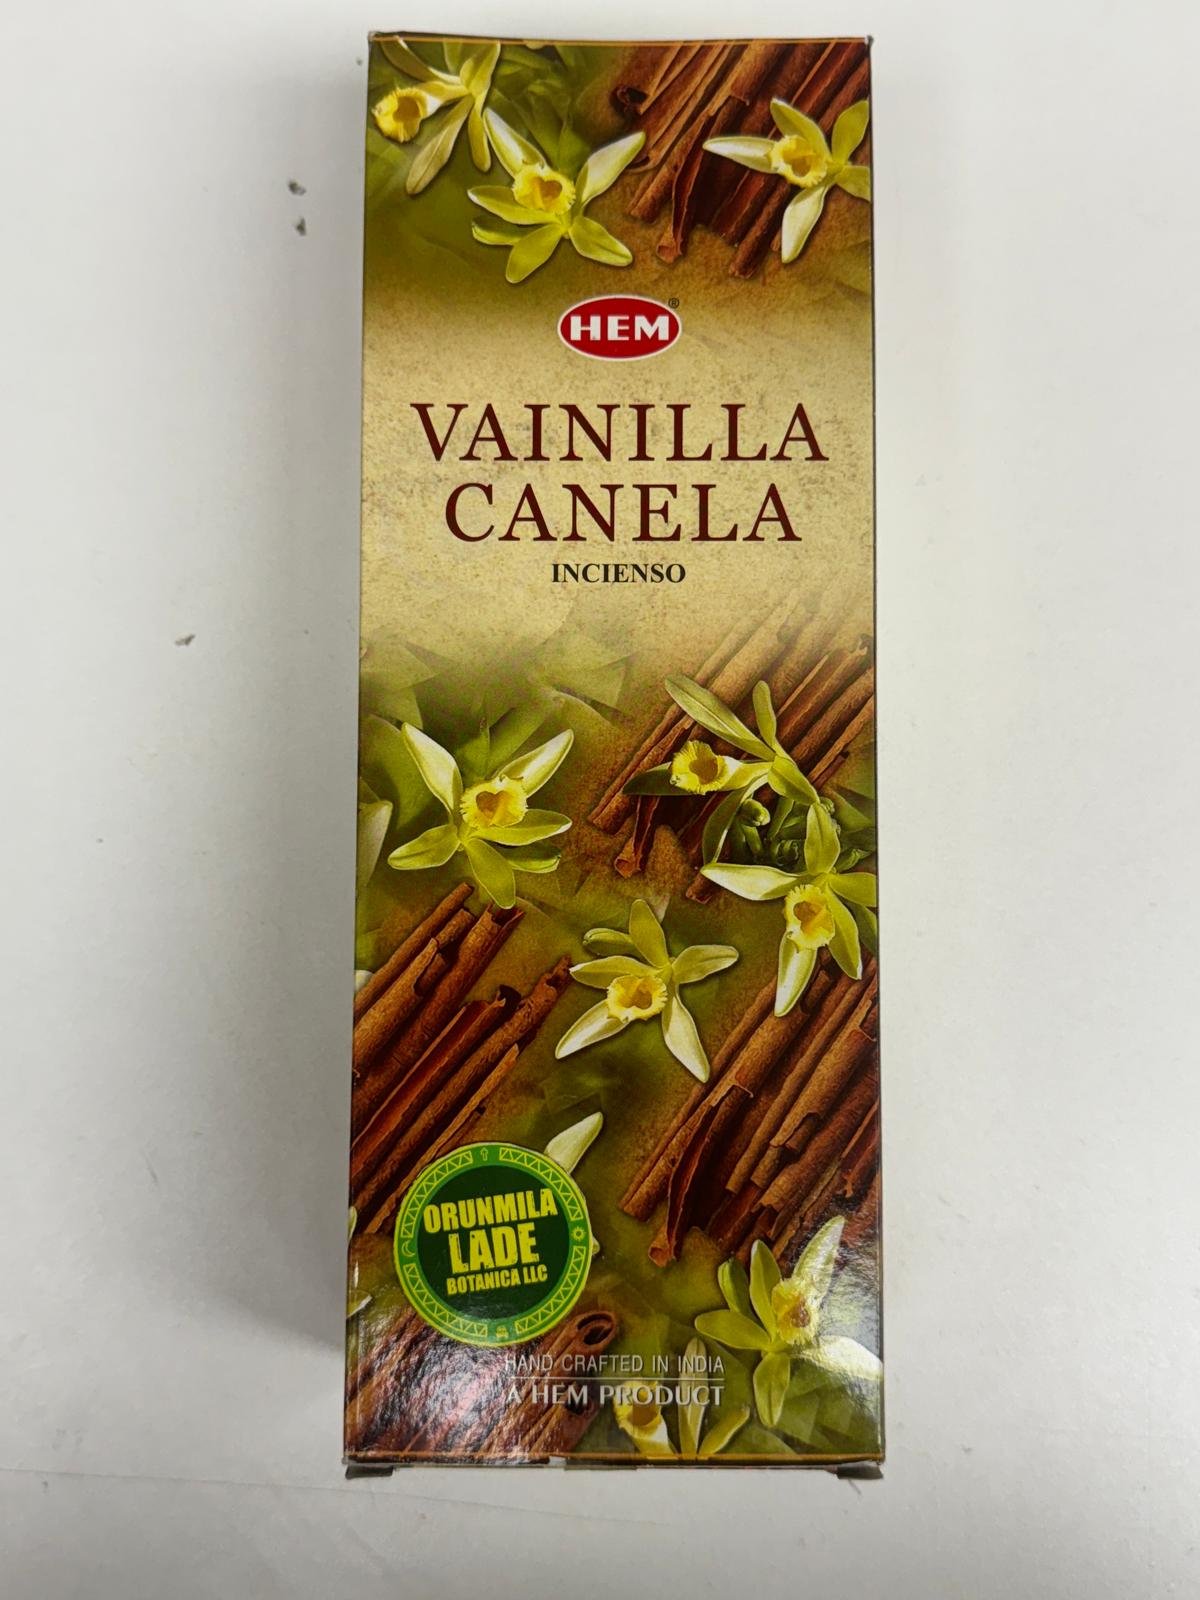 HEM®
VAINILLA
CANELA
INCIENSO
ORUNMILA
LADE
BOTANICA LLC
HAND CRAFTED IN INDIA
A HEM PRODUCT